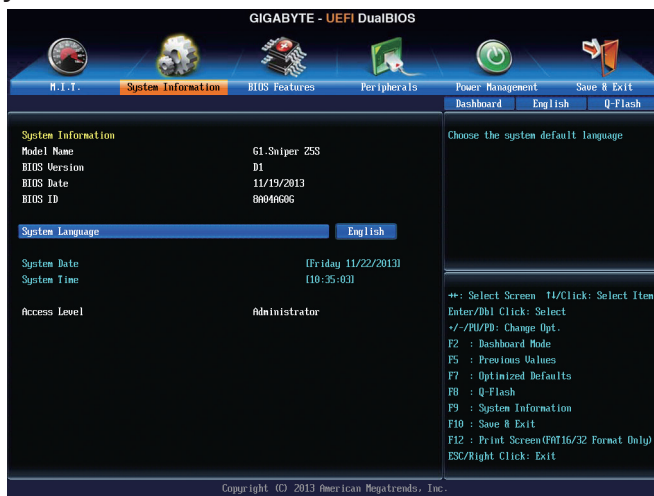 GIGABYTE - UEFI DualBIOS
M.I.T. System Information BIOS Features Peripherals Power Management Save & Exit
Dashboard English Q-Flash
System Information
Model Name G1.Sniper Z5S
BIOS Version D1
BIOS Date 11/19/2013
BIOS ID 8A04AG0G
System Language English
System Date [Friday 11/22/2013]
System Time [10:35:03]
Access Level Administrator
Choose the system default language
→←: Select Screen ↑↓/Click: Select Item
Enter/Dbl Click: Select
+/-/PU/PD: Change Opt.
F2 : Dashboard Mode
F5 : Previous Values
F7 : Optimized Defaults
F8 : Q-Flash
F9 : System Information
F10 : Save & Exit
F12 : Print Screen(FAT16/32 Format Only)
ESC/Right Click: Exit
Copyright (C) 2013 American Megatrends, Inc.